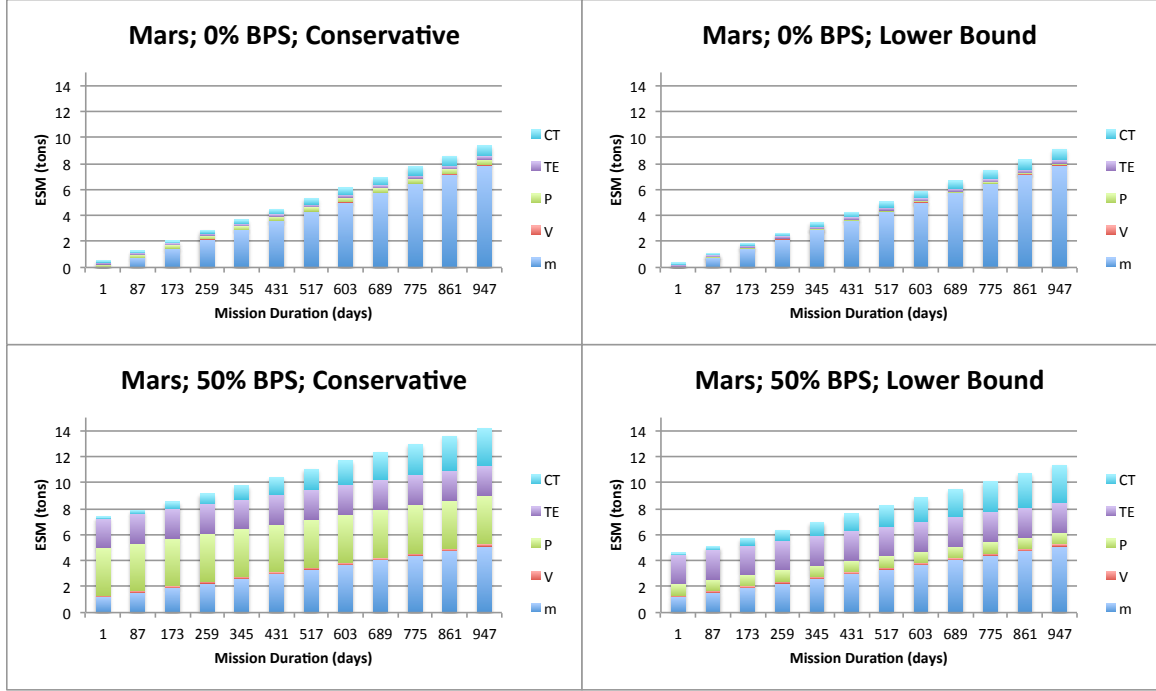 Mars; 0% BPS; Conservative
14
12
10
8
6
4
2
0
ESM (tons)
1 87 173 259 345 431 517 603 689 775 861 947
Mission Duration (days)
CT
TE
P
V
m
Mars; 0% BPS; Lower Bound
14
12
10
8
6
4
2
0
ESM (tons)
1 87 173 259 345 431 517 603 689 775 861 947
Mission Duration (days)
CT
TE
P
V
m
Mars; 50% BPS; Conservative
14
12
10
8
6
4
2
0
ESM (tons)
1 87 173 259 345 431 517 603 689 775 861 947
Mission Duration (days)
CT
TE
P
V
m
Mars; 50% BPS; Lower Bound
14
12
10
8
6
4
2
0
ESM (tons)
1 87 173 259 345 431 517 603 689 775 861 947
Mission Duration (days)
CT
TE
P
V
m